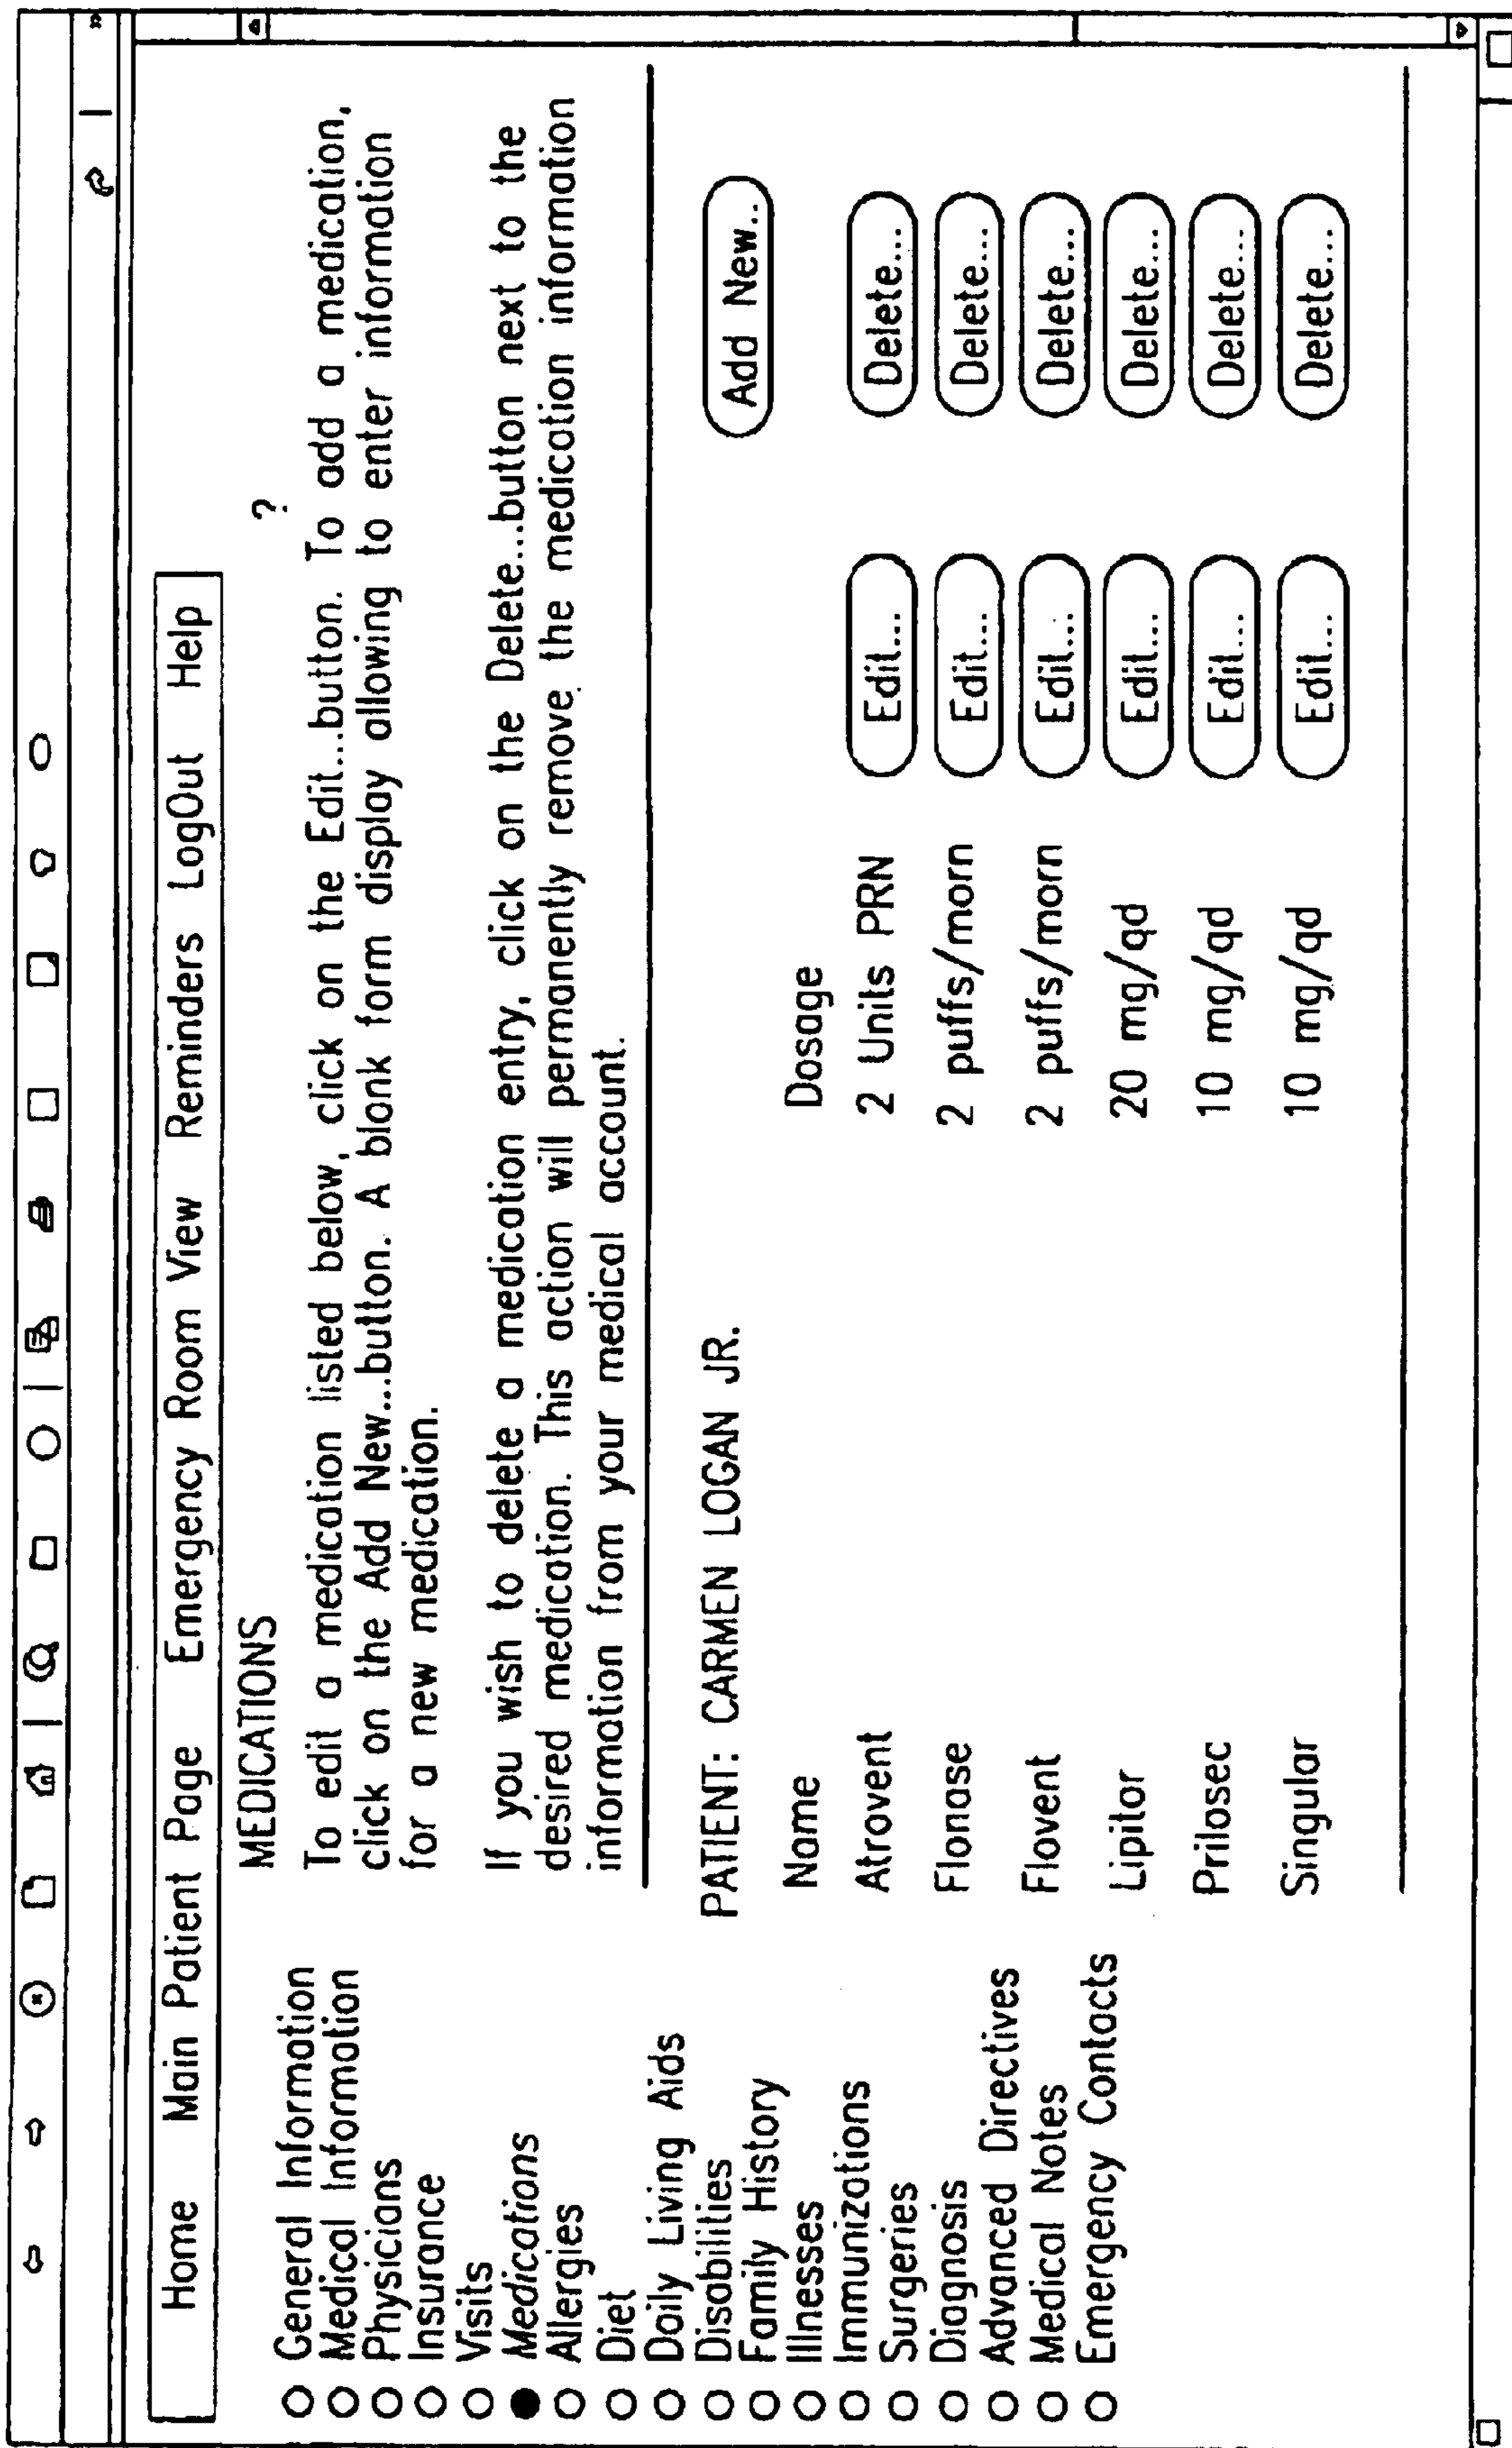 Home Main Patient Page Emergency Room View Reminders LogOut Help
General Information
Medical Information
Physicians
Insurance
Visits
Medications
Allergies
Diet
Daily Living Aids
Disabilities
Family History
Illnesses
Immunizations
Surgeries
Diagnosis
Advanced Directives
Medical Notes
Emergency Contacts
MEDICATIONS ?
To edit a medication listed below, click on the Edit...button. To add a medication,
click on the Add New...button. A blank form display allowing to enter information
for a new medication.
If you wish to delete a medication entry, click on the Delete...button next to the
desired medication. This action will permanently remove the medication information
information from your medical account.
PATIENT: CARMEN LOGAN JR. Add New..
Name Dosage
Atrovent 2 Units PRN Edit... Delete...
Flonase 2 puffs/morn Edit... Delete...
Flovent 2 puffs/morn Edit... Delete...
Lipitor 20 mg/qd Edit... Delete...
Prilosec 10 mg/qd Edit... Delete...
Singular 10 mg/qd Edit... Delete...